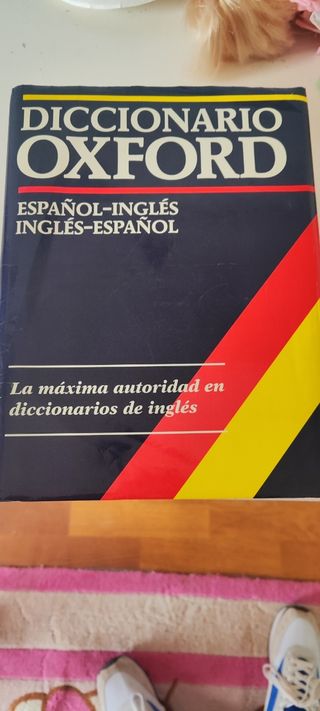 DICCIONARIO
OXFORD
ESPAÑOL-INGLÉS
INGLÉS-ESPAÑOL
La máxima autoridad en
diccionarios de inglés